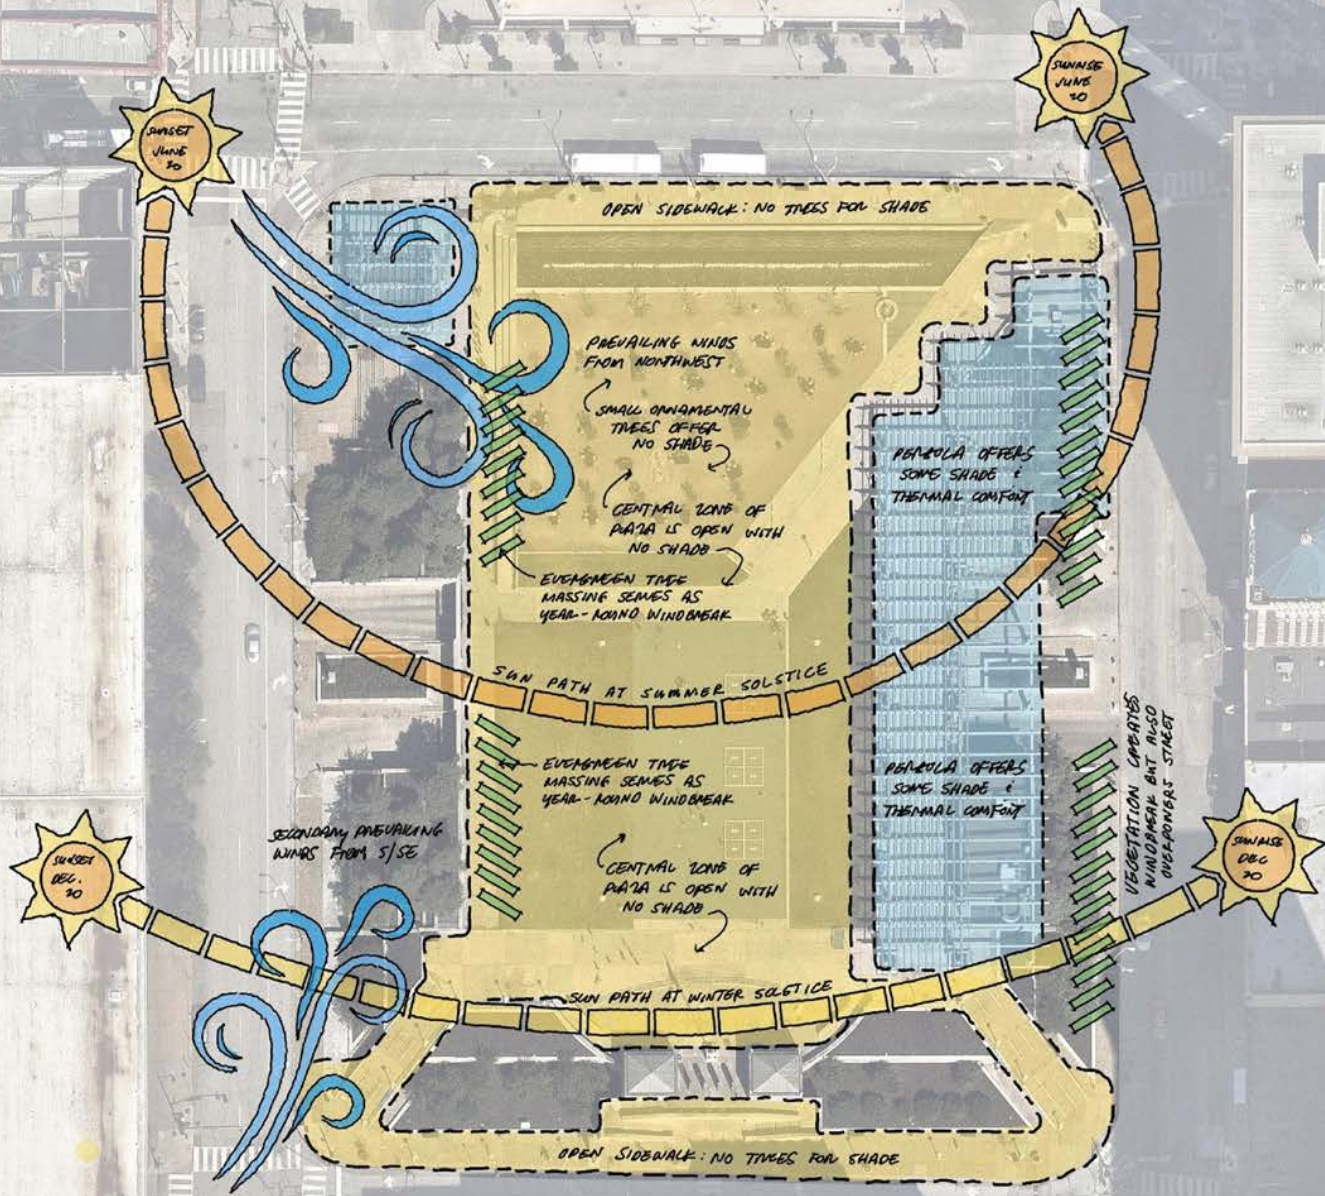 SUNRISE
JUNE
20
SUNSET
JUNE
20
OPEN SIDEWALK: NO TREES FOR SHADE
PREVAILING WINDS
FROM NORTHWEST
SMALL ORNAMENTAL
TREES OFFER
NO SHADE
PERGOLA OFFERS
SOME SHADE &
THERMAL COMFORT
CENTRAL ZONE OF
PLAZA IS OPEN WITH
NO SHADE
EVERGREEN TREE
MASSING SERVES AS
YEAR-ROUND WINDBREAK
SUN PATH AT SUMMER SOLSTICE
EVERGREEN TREE
MASSING SERVES AS
YEAR-ROUND WINDBREAK
PERGOLA OFFERS
SOME SHADE &
THERMAL COMFORT
VEGETATION CREATES
WINDBREAK BUT ALSO
OVERPOWERS STREET
SECONDARY PREVAILING
WINDS FROM S/SE
SUNSET
DEC.
20
SUNRISE
DEC
20
CENTRAL ZONE OF
PLAZA IS OPEN WITH
NO SHADE
SUN PATH AT WINTER SOLSTICE
OPEN SIDEWALK: NO TREES FOR SHADE